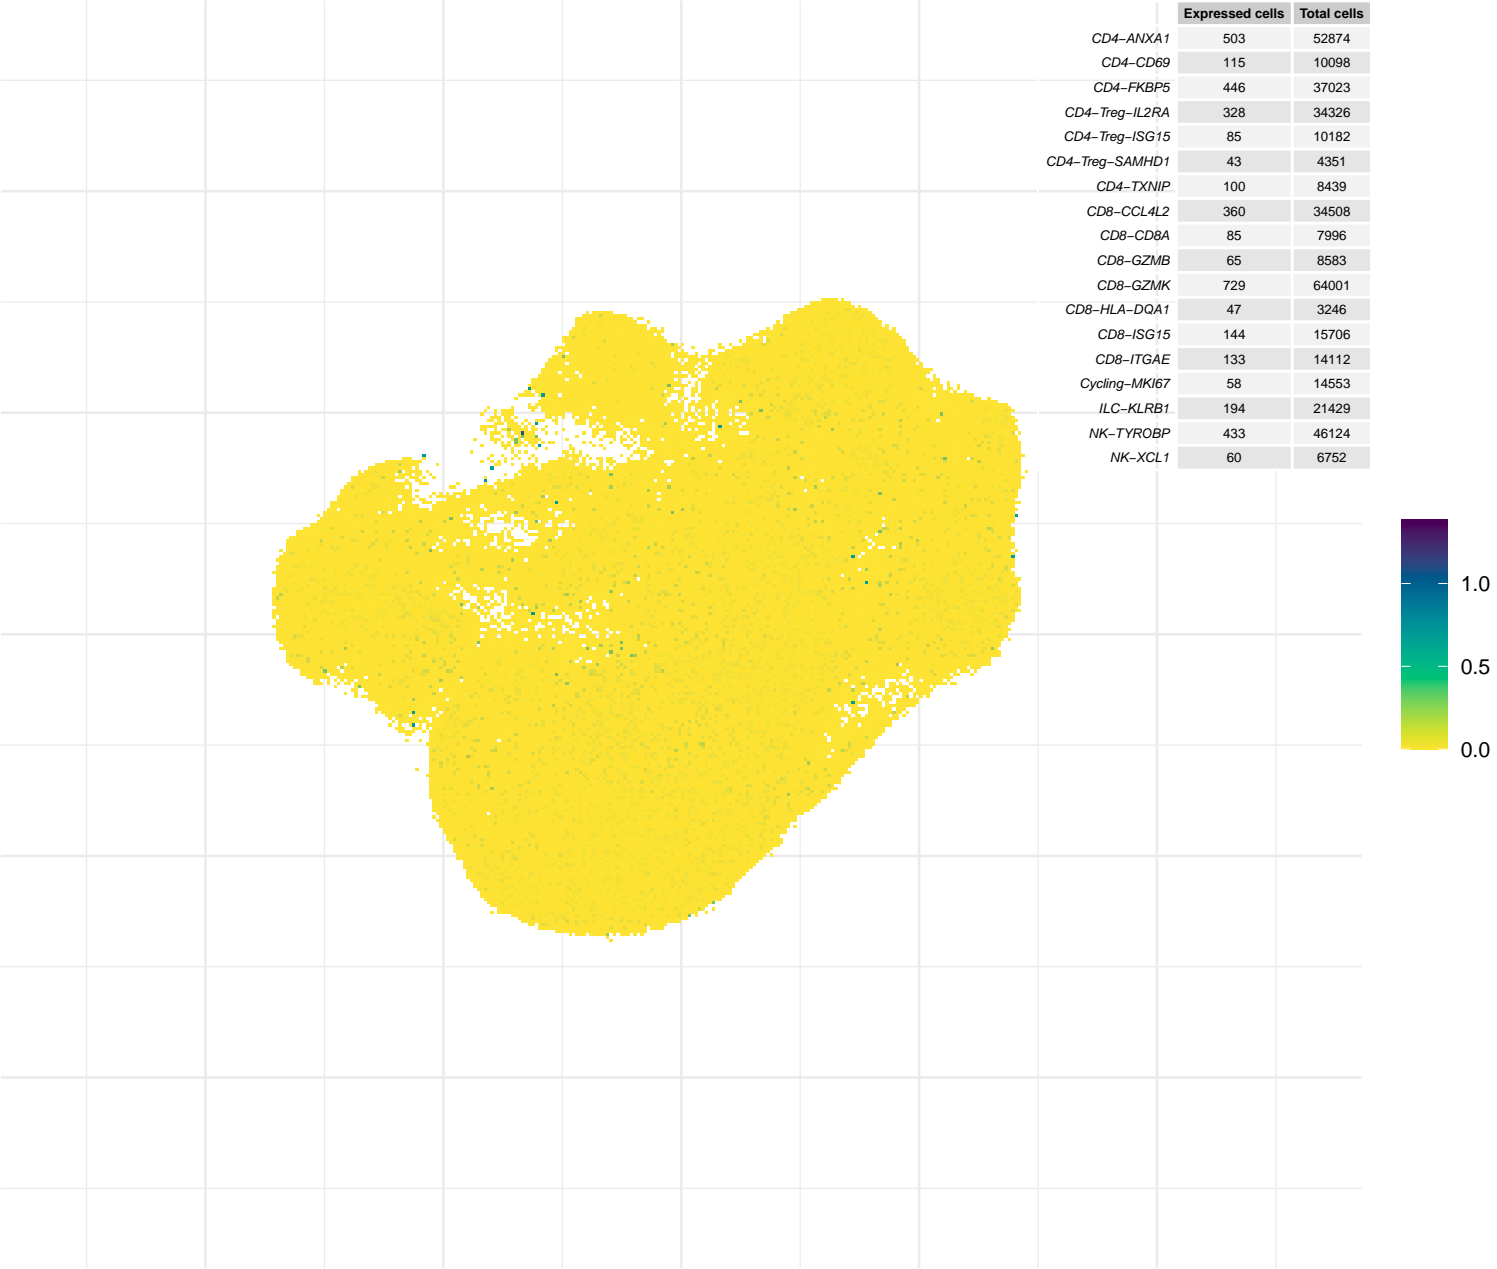 Expressed cells Total cells
CD4−ANXA1 503 52874
CD4−CD69 115 10098
CD4−FKBP5 446 37023
CD4−Treg−IL2RA 328 34326
CD4−Treg−ISG15 85 10182
CD4−Treg−SAMHD1 43 4351
CD4−TXNIP 100 8439
CD8−CCL4L2 360 34508
CD8−CD8A 85 7996
CD8−GZMB 65 8583
CD8−GZMK 729 64001
CD8−HLA−DQA1 47 3246
CD8−ISG15 144 15706
CD8−ITGAE 133 14112
Cycling−MKI67 58 14553
ILC−KLRB1 194 21429
NK−TYROBP 433 46124
NK−XCL1 60 6752
1.0
0.5
0.0